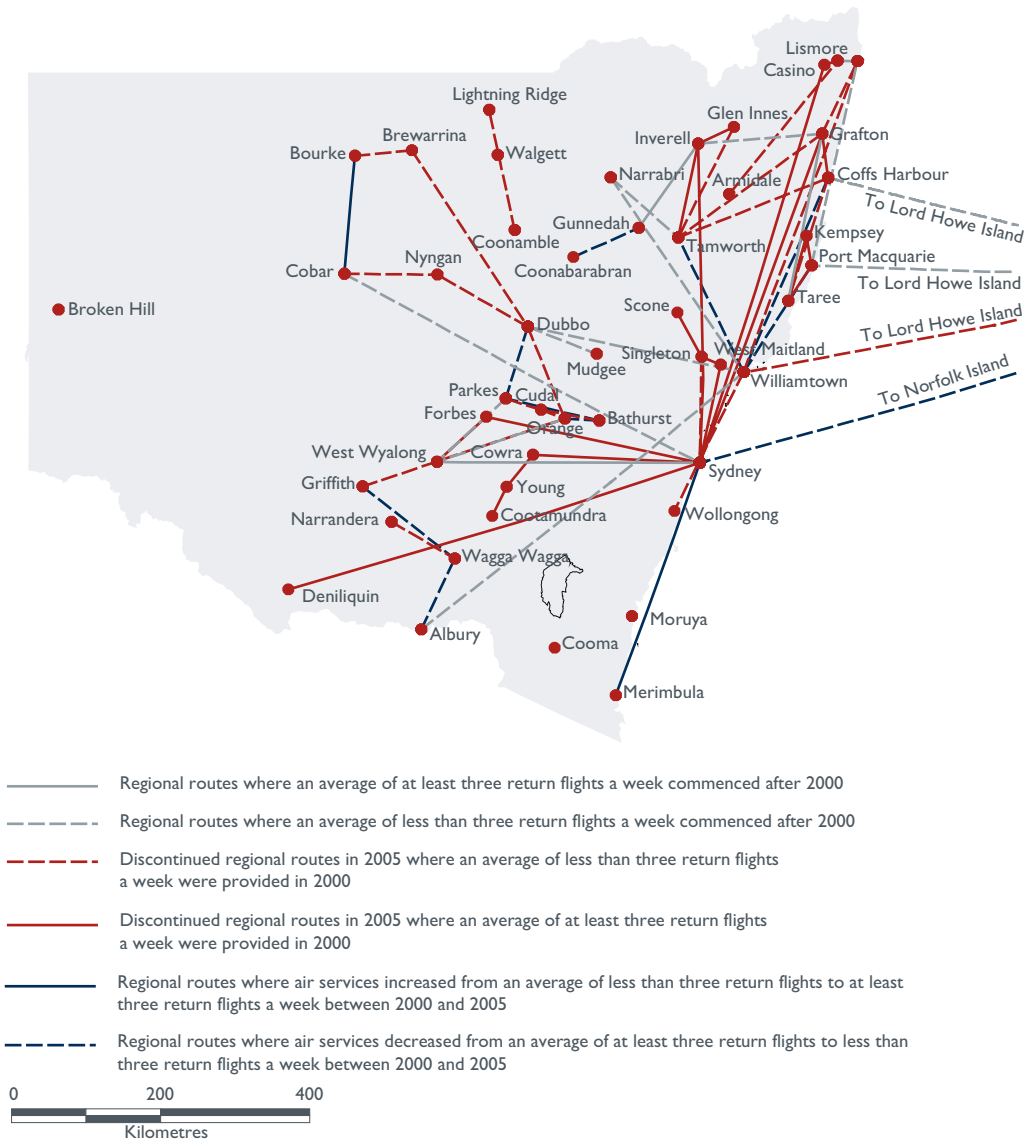 Lismore
Casino
Lightning Ridge
Glen Innes
Brewarrina
Inverell
Grafton
Bourke
Walgett
Narrabri
Armidale
Coffs Harbour
To Lord Howe Island
Gunnedah
Kempsey
Coonamble
Tamworth
Port Macquarie
Nyngan
Coonabarabran
Cobar
To Lord Howe Island
Taree
Scone
Broken Hill
To Lord Howe Island
Dubbo
Singleton
West Maitland
Mudgee
Williamtown
To Norfolk Island
Parkes
Cudal
Forbes
Bathurst
Orange
West Wyalong
Cowra
Sydney
Griffith
Young
Narrandera
Cootamundra
Wollongong
Wagga Wagga
Deniliquin
Moruya
Albury
Cooma
Merimbula
Regional routes where an average of at least three return flights a week commenced after 2000
Regional routes where an average of less than three return flights a week commenced after 2000
Discontinued regional routes in 2005 where an average of less than three return flights
a week were provided in 2000
Discontinued regional routes in 2005 where an average of at least three return flights
a week were provided in 2000
Regional routes where air services increased from an average of less than three return flights to at least
three return flights a week between 2000 and 2005
Regional routes where air services decreased from an average of at least three return flights to less than
three return flights a week between 2000 and 2005
0 200 400
Kilometres